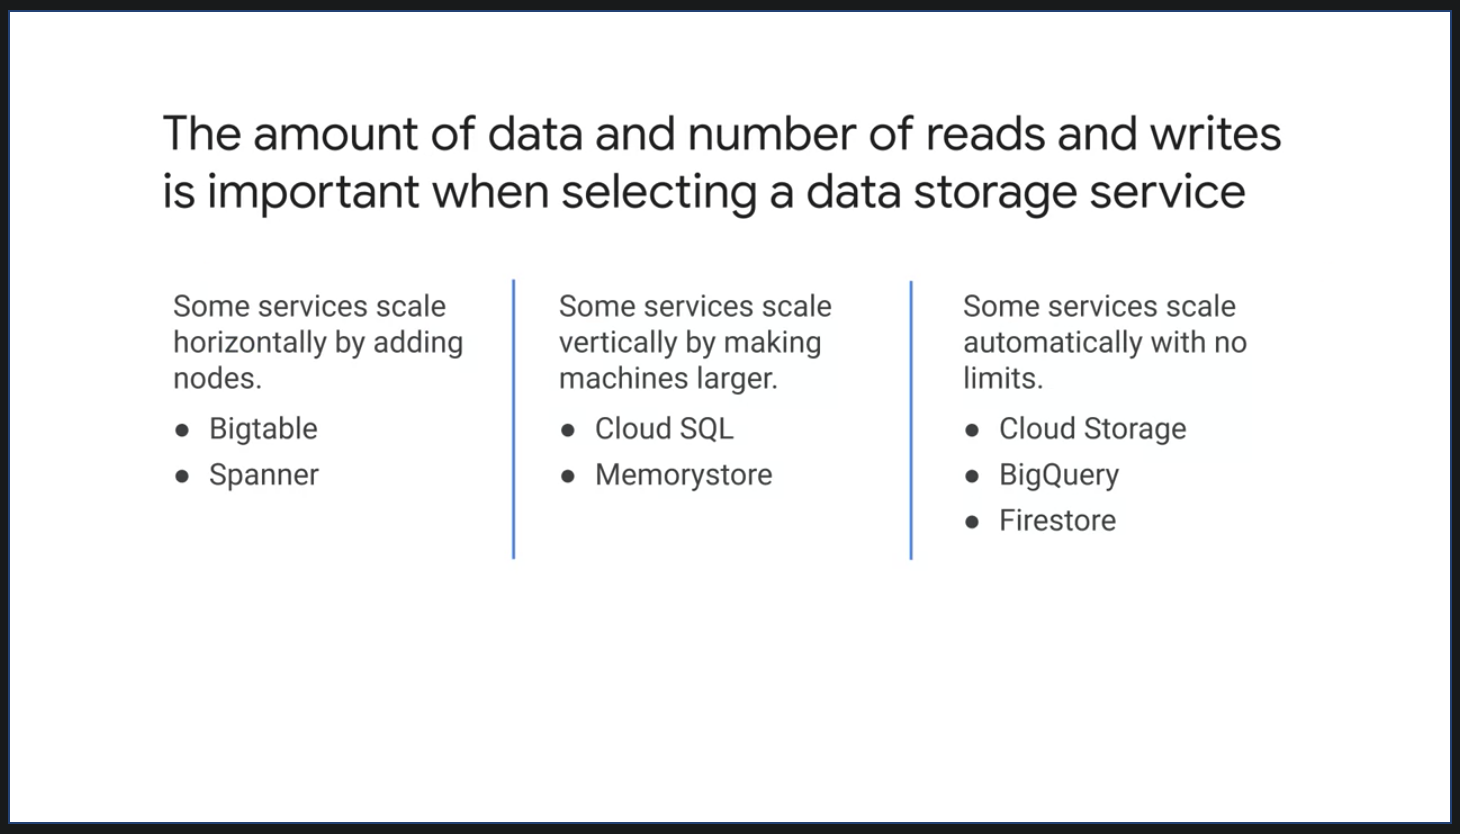 The amount of data and number of reads and writes
is important when selecting a data storage service
Some services scale
horizontally by adding
nodes.
● Bigtable
● Spanner
Some services scale
vertically by making
machines larger.
● Cloud SQL
● Memorystore
Some services scale
automatically with no
limits.
● Cloud Storage
● BigQuery
● Firestore